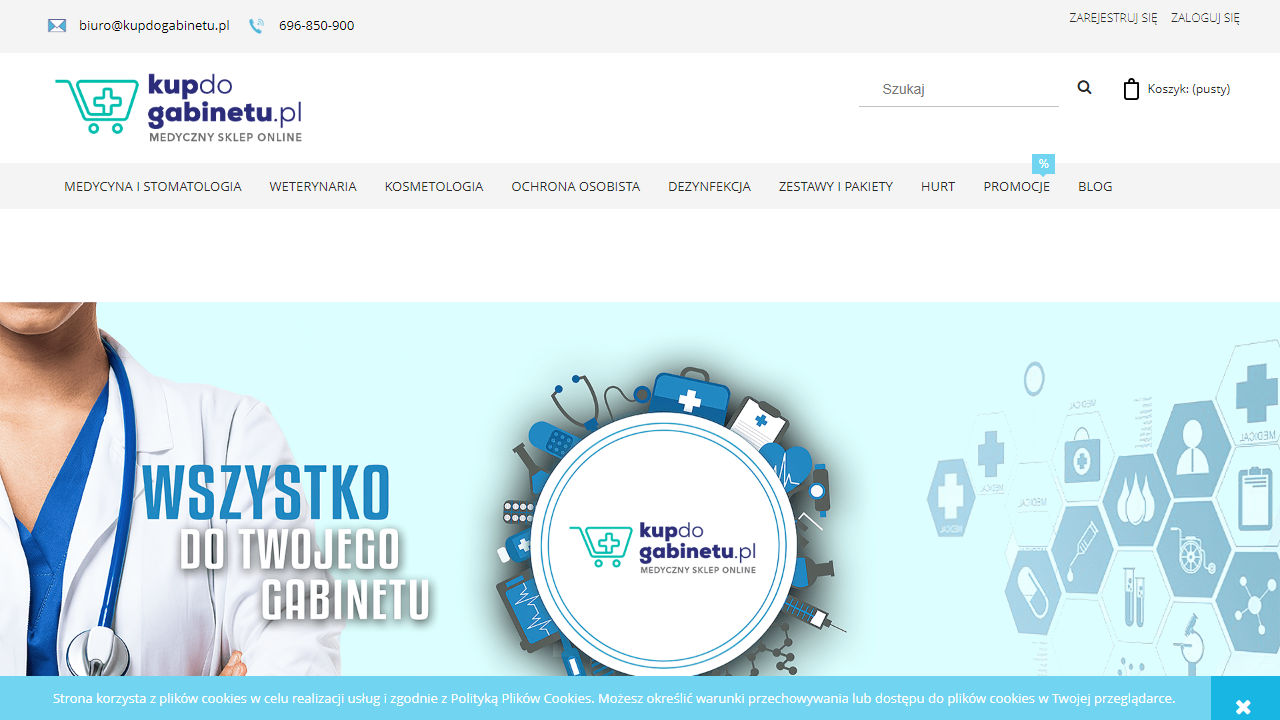 biuro@kupdogabinetu.pl 696-850-900 ZAREJESTRUJ SIĘ ZALOGUJ SIĘ
kupdo
gabinetu.pl
MEDYCZNY SKLEP ONLINE
Szukaj
Koszyk: (pusty)
%
MEDYCYNA I STOMATOLOGIA WETERYNARIA KOSMETOLOGIA OCHRONA OSOBISTA DEZYNFEKCJA ZESTAWY I PAKIETY HURT PROMOCJE BLOG
WSZYSTKO
DO TWOJEGO
GABINETU
kupdo
gabinetu.pl
MEDYCZNY SKLEP ONLINE
MEDICAL
MEDICAL
MEDICAL
Strona korzysta z plików cookies w celu realizacji usług i zgodnie z Polityką Plików Cookies. Możesz określić warunki przechowywania lub dostępu do plików cookies w Twojej przeglądarce.